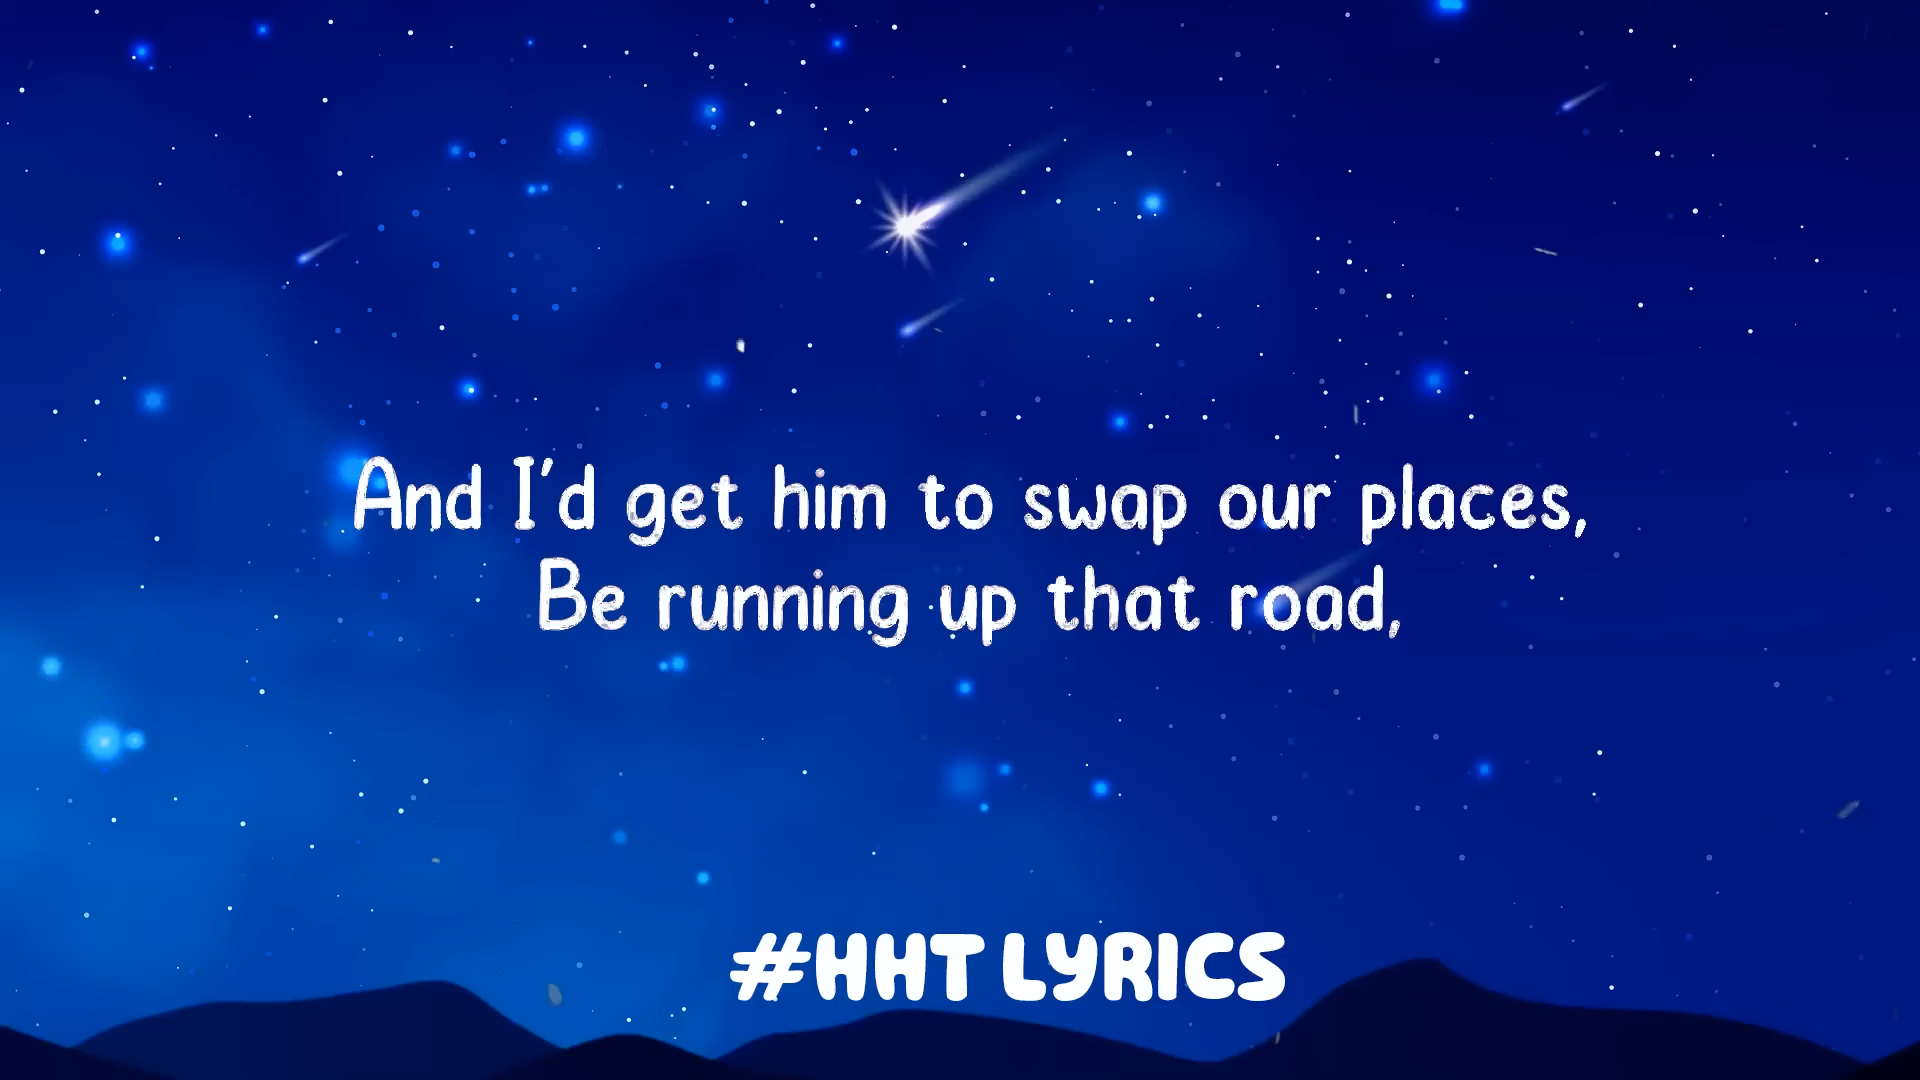 And I'd get him to swap our places,
Be running up that road,
#HHT LYRICS